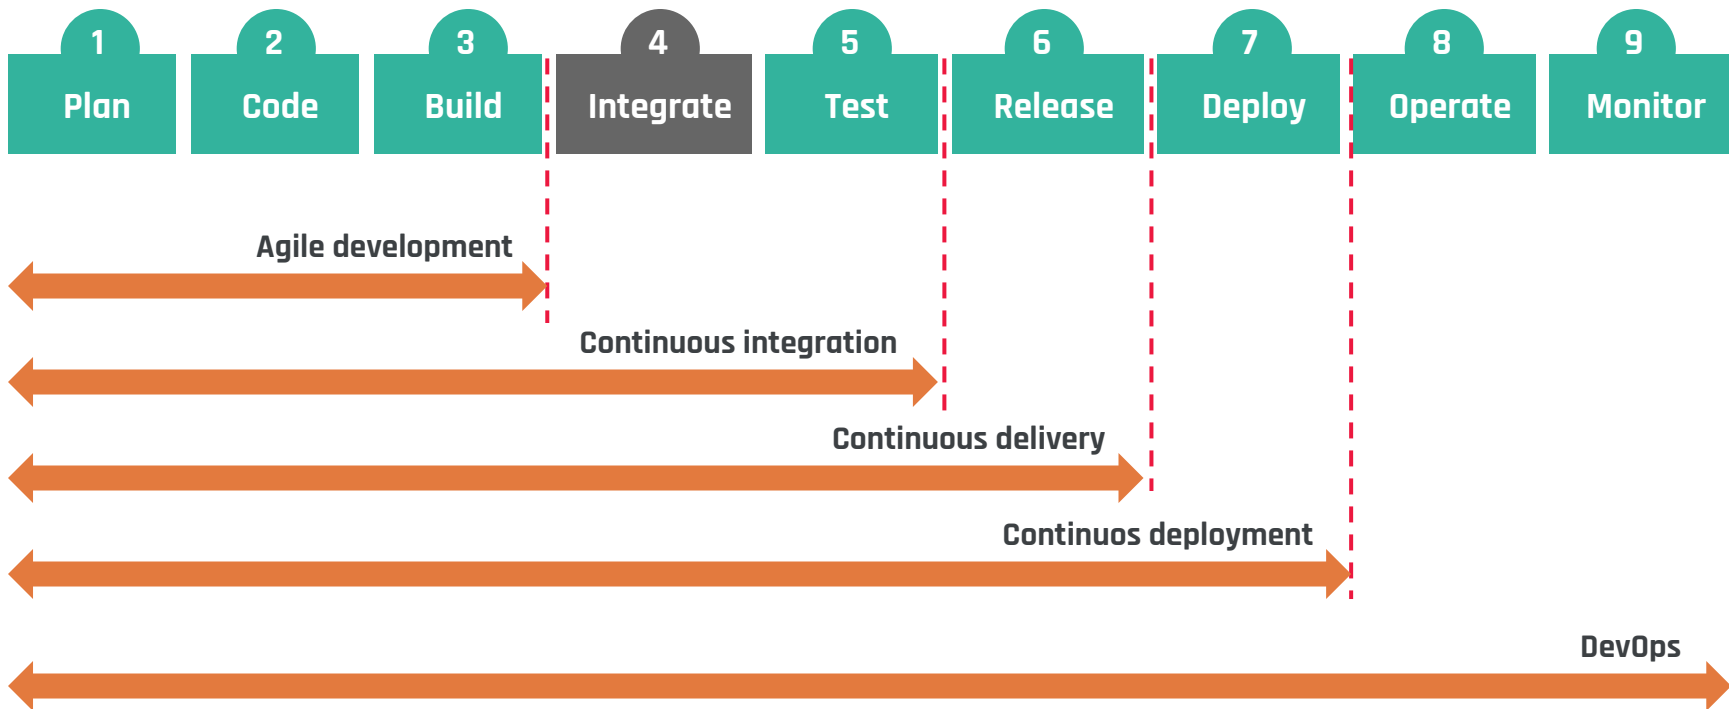 1 2 3 4 5 6 7 8 9
Plan Code Build Integrate Test Release Deploy Operate Monitor
Agile development
Continuous integration
Continuous delivery
Continuos deployment
DevOps